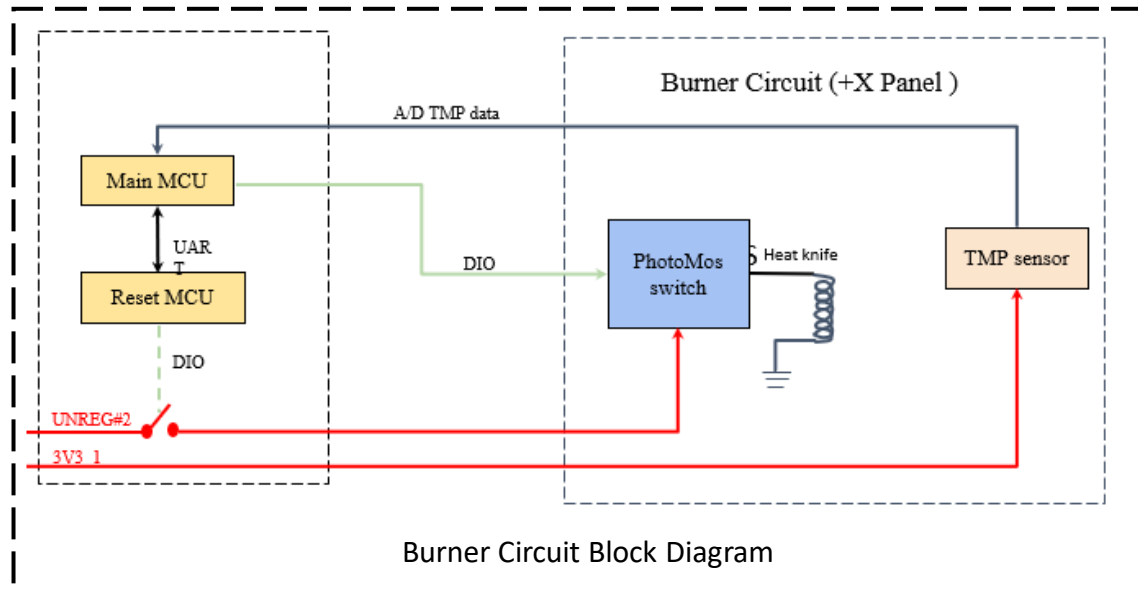 Burner Circuit (+X Panel )
A/D TMP data
Main MCU
UAR
T
Reset MCU
DIO
DIO
PhotoMos
switch
Heat knife
TMP sensor
UNREG#2
3V3_1
Burner Circuit Block Diagram